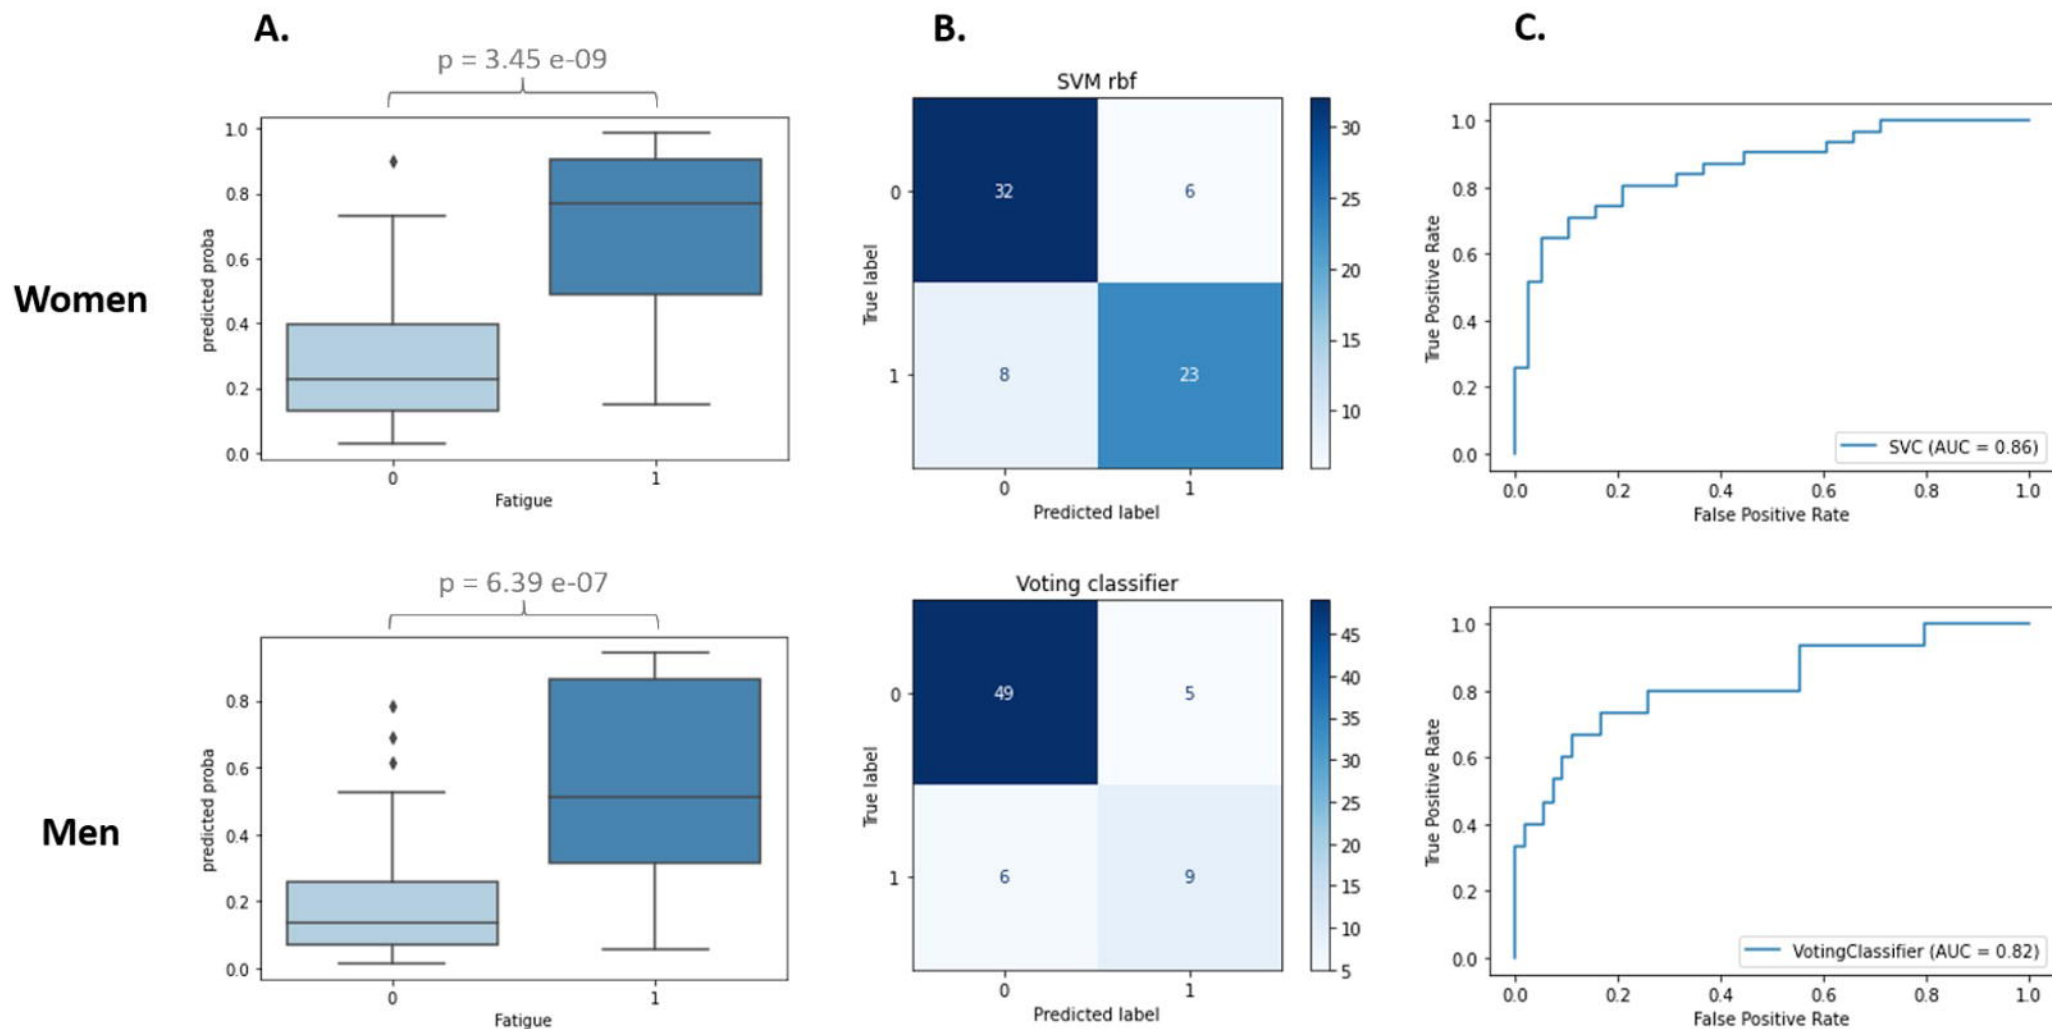 A.
B.
C.
Women
p = 3.45 e-09
1.0
0.8
0.6
0.4
0.2
0.0
predicted proba
0 1
Fatigue
SVM rbf
True label
0
1
32 6
8 23
0 1
Predicted label
30
25
20
15
10
True Positive Rate
1.0
0.8
0.6
0.4
0.2
0.0
SVC (AUC = 0.86)
0.0 0.2 0.4 0.6 0.8 1.0
False Positive Rate
Men
p = 6.39 e-07
0.8
0.6
0.4
0.2
0.0
predicted proba
0 1
Fatigue
Voting classifier
True label
0
1
49 5
6 9
0 1
Predicted label
45
40
35
30
25
20
15
10
5
True Positive Rate
1.0
0.8
0.6
0.4
0.2
0.0
VotingClassifier (AUC = 0.82)
0.0 0.2 0.4 0.6 0.8 1.0
False Positive Rate